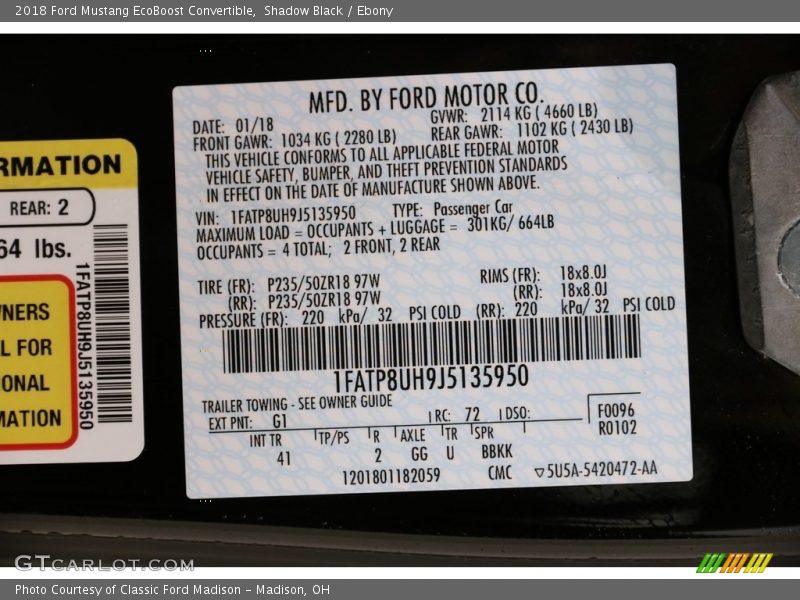 2018 Ford Mustang EcoBoost Convertible,  Shadow Black / Ebony
RMATION
REAR: 2
64 lbs.
1FATP8UH9J5135950
WNERS
L FOR
ONAL
MATION
MFD. BY FORD MOTOR CO.
DATE: 01/18 GVWR: 2114 KG ( 4660 LB)
FRONT GAWR: 1034 KG ( 2280 LB) REAR GAWR: 1102 KG ( 2430 LB)
THIS VEHICLE CONFORMS TO ALL APPLICABLE FEDERAL MOTOR
VEHICLE SAFETY, BUMPER, AND THEFT PREVENTION STANDARDS
IN EFFECT ON THE DATE OF MANUFACTURE SHOWN ABOVE.
VIN: 1FATP8UH9J5135950 TYPE: Passenger Car
MAXIMUM LOAD = OCCUPANTS + LUGGAGE = 301KG/ 664LB
OCCUPANTS = 4 TOTAL; 2 FRONT, 2 REAR
TIRE (FR): P235/50ZR18 97W RIMS (FR): 18x8.0J
(RR): P235/50ZR18 97W (RR): 18x8.0J
PRESSURE (FR): 220 kPa/ 32 PSI COLD (RR): 220 kPa/ 32 PSI COLD
1FATP8UH9J5135950
TRAILER TOWING - SEE OWNER GUIDE
EXT PNT: G1 RC: 72 DSO: F0096
R0102
INT TR TP/PS R AXLE TR SPR
41 2 GG U BBKK
1201801182059 CMC ▽5U5A-5420472-AA
GTCARLOT.COM
Photo Courtesy of Classic Ford Madison – Madison, OH